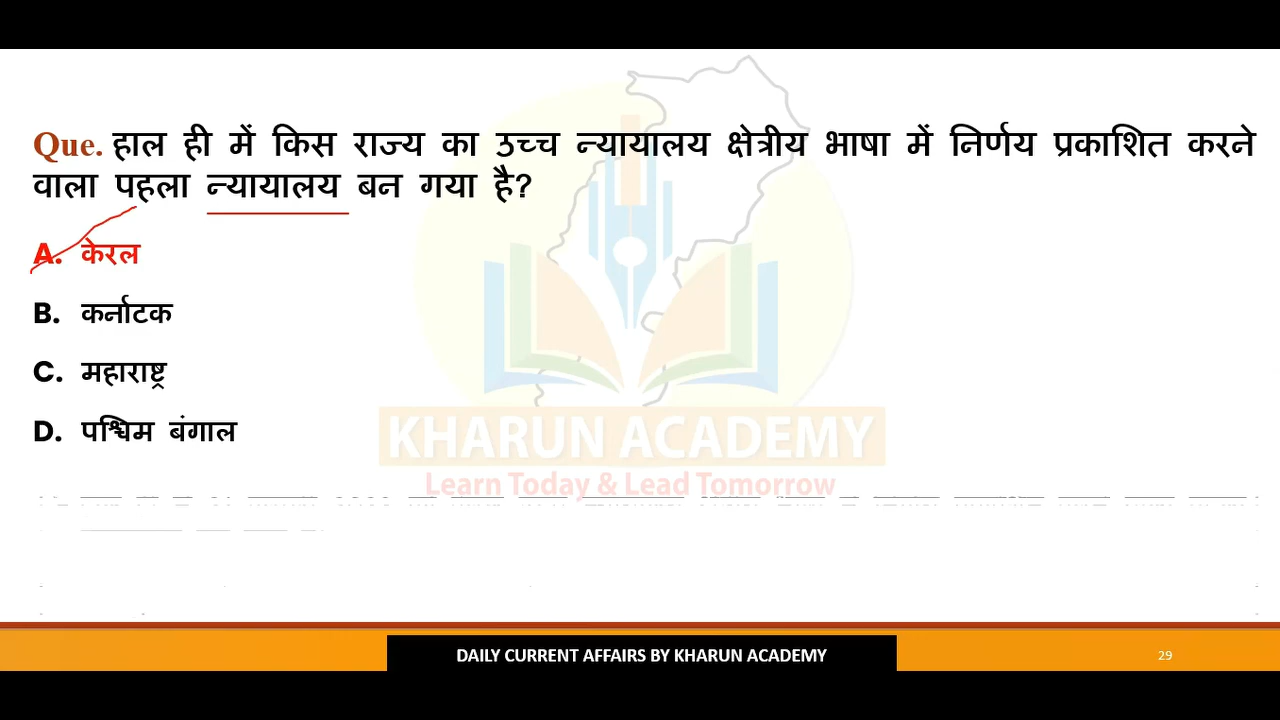 Que. हाल ही में किस राज्य का उच्च न्यायालय क्षेत्रीय भाषा में निर्णय प्रकाशित करने
वाला पहला न्यायालय बन गया है?
A. केरल
B. कर्नाटक
C. महाराष्ट्र
D. पश्चिम बंगाल
KHARUN ACADEMY
Learn Today & Lead Tomorrow
DAILY CURRENT AFFAIRS BY KHARUN ACADEMY
29